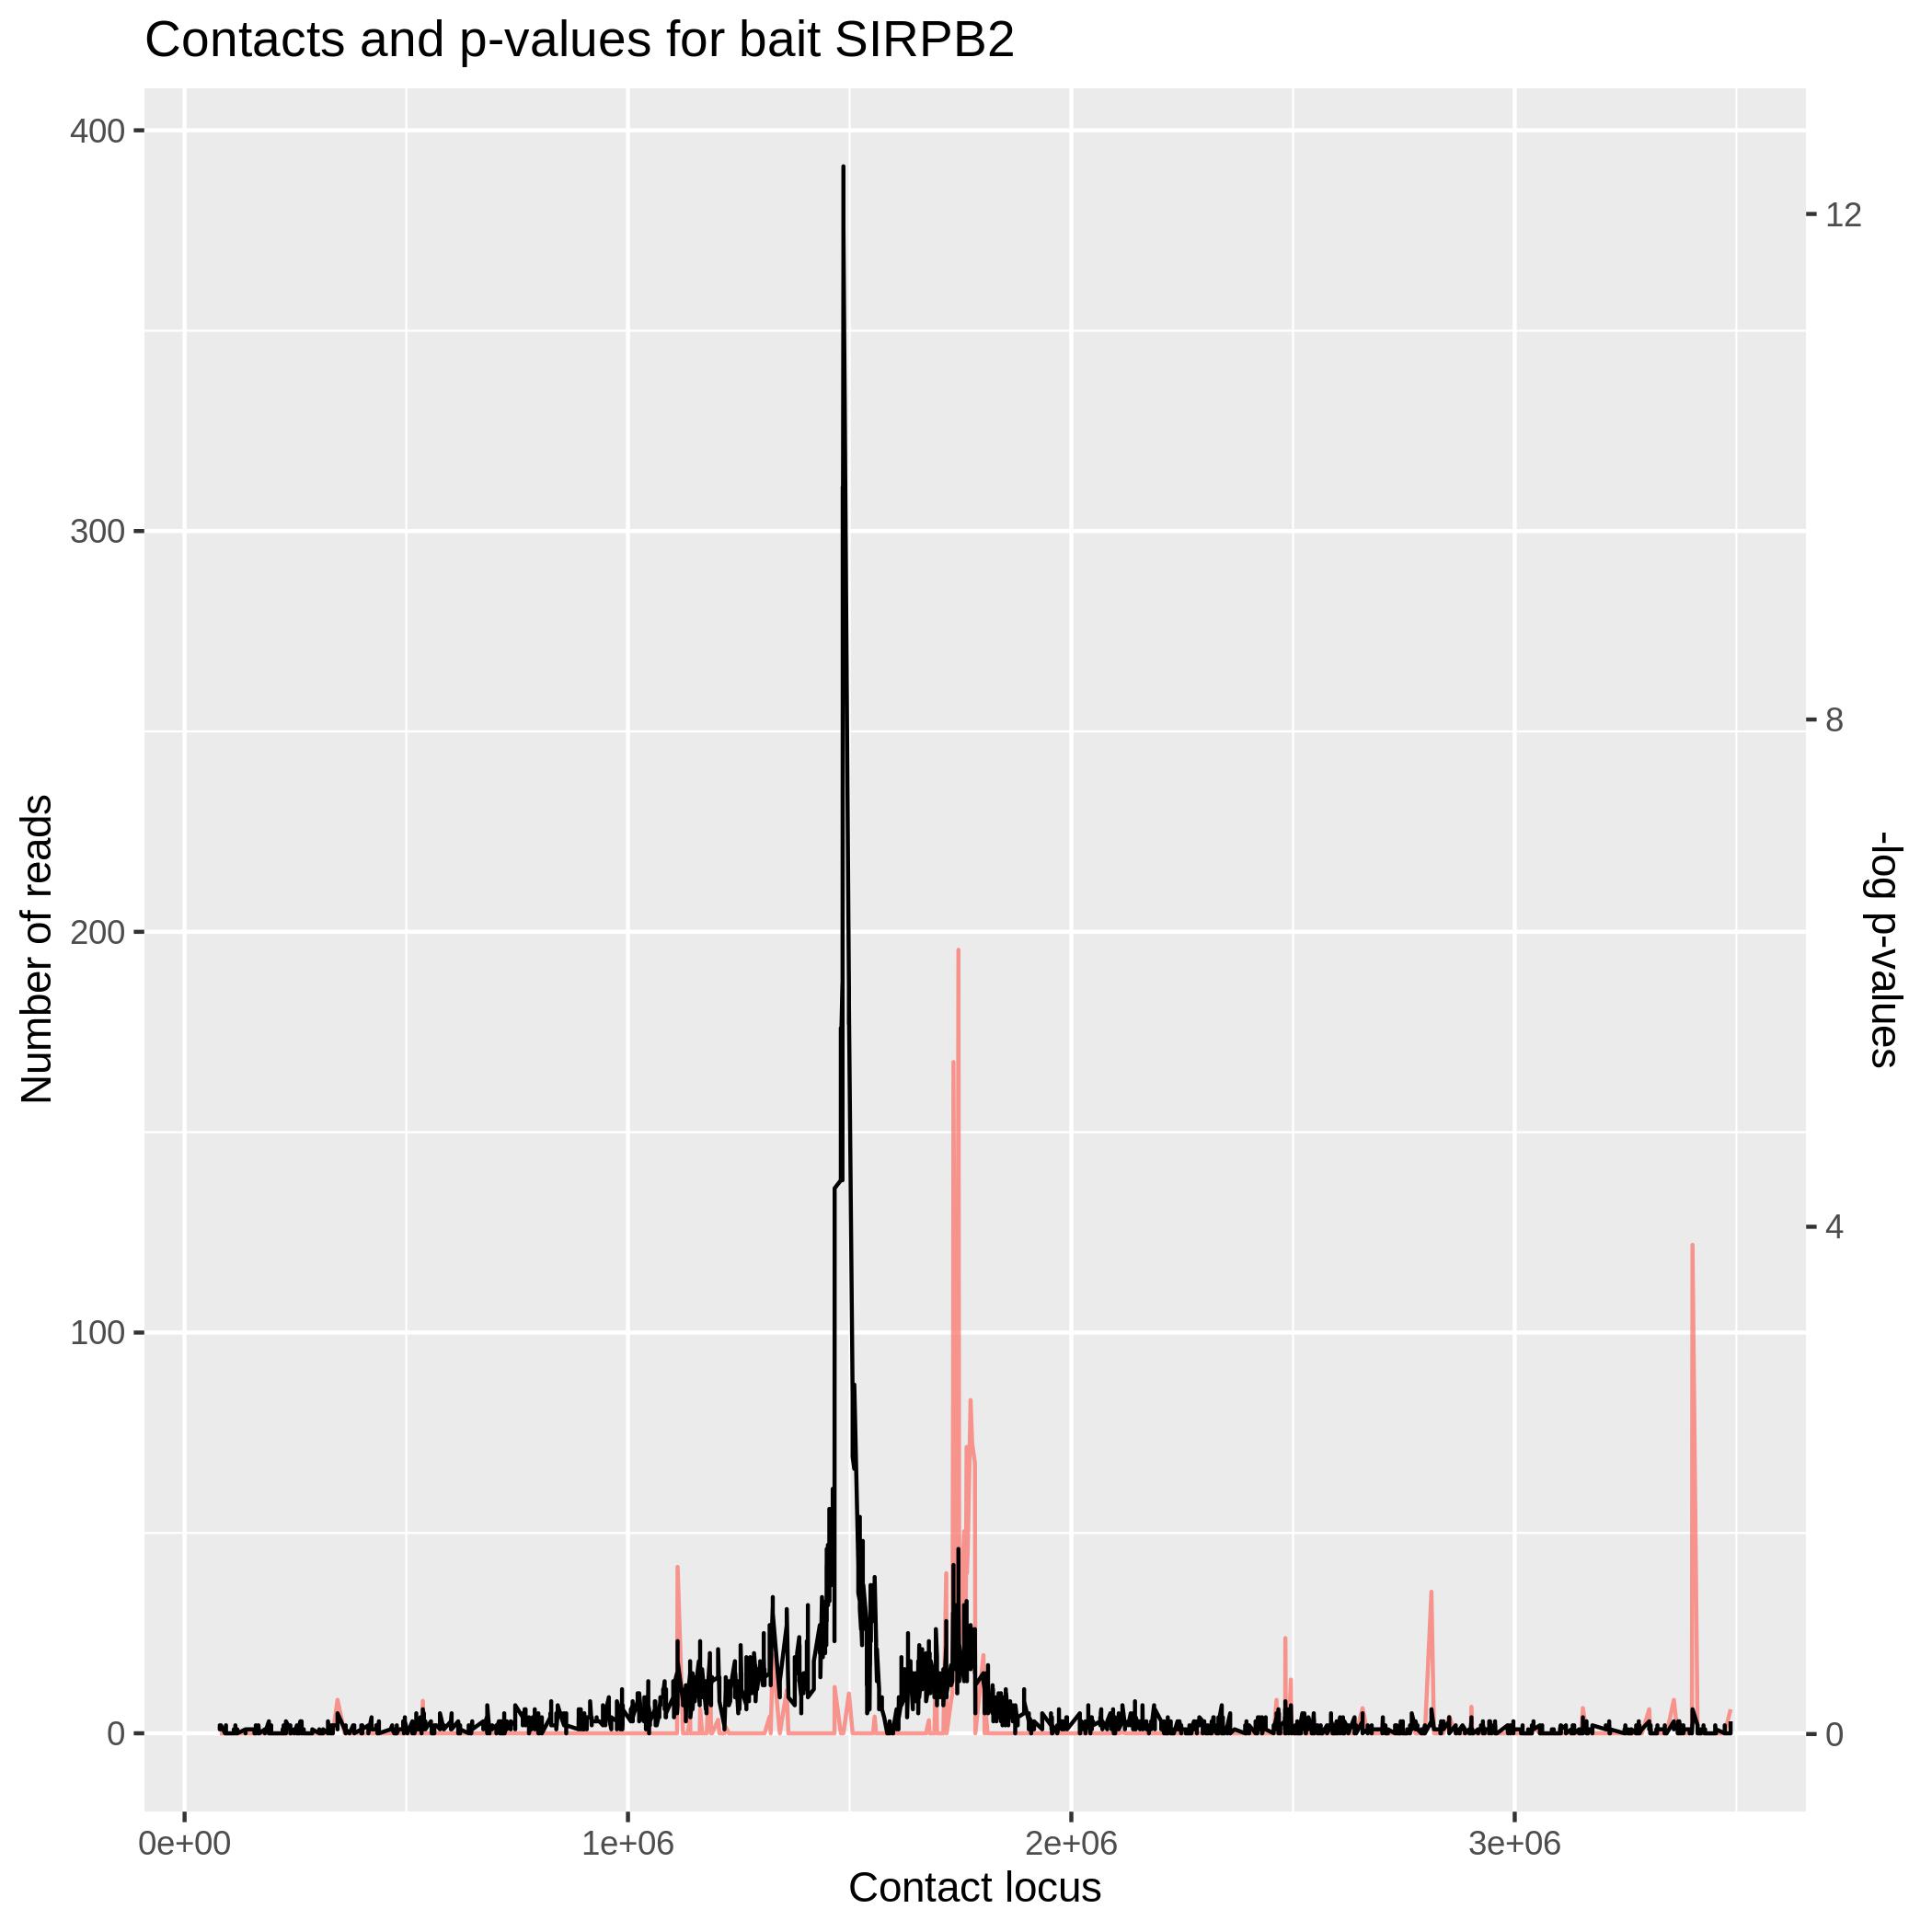 Contacts and p-values for bait SIRPB2
400
300
200
100
0
Number of reads
12
8
4
0
-log p-values
0e+00
1e+06
2e+06
3e+06
Contact locus